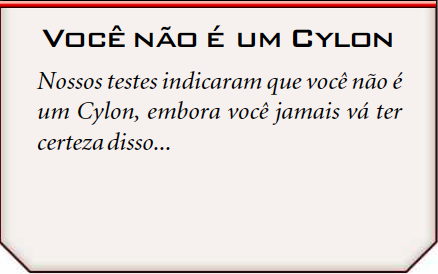 Você não é um Cylon
Nossos testes indicaram que você não é
um Cylon, embora você jamais vá ter
certeza disso...